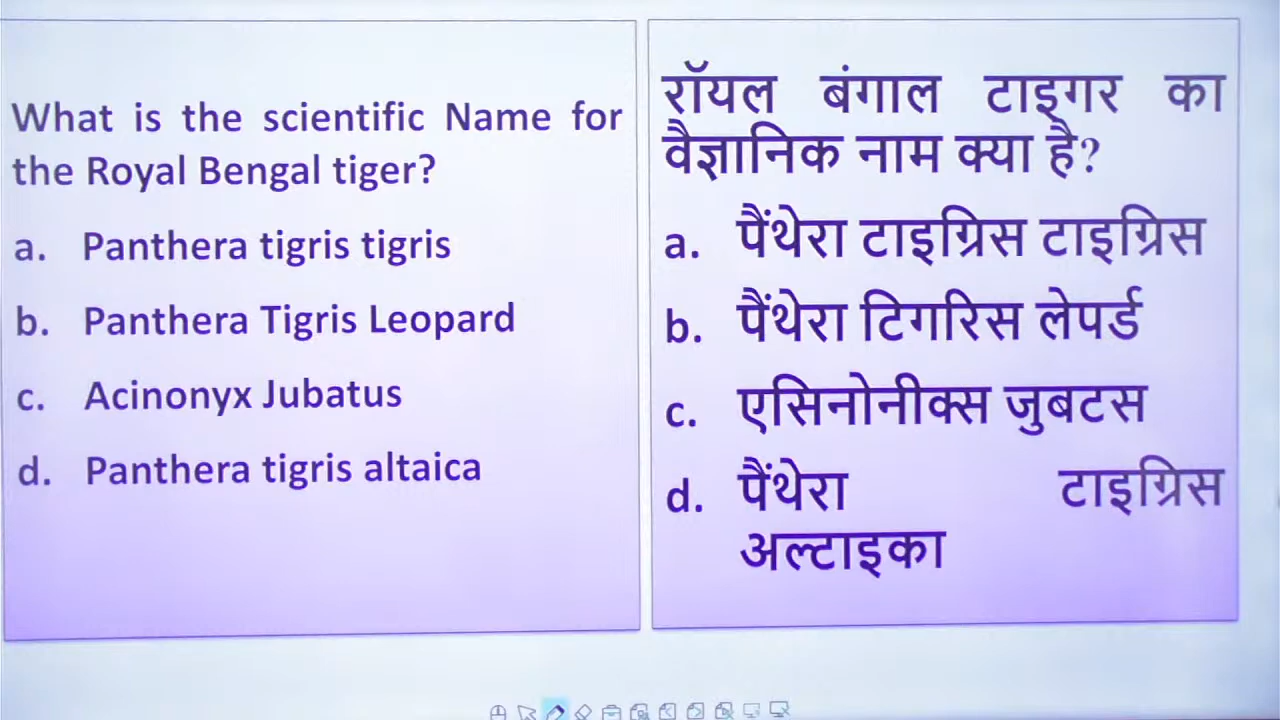 What is the scientific Name for
the Royal Bengal tiger?
a. Panthera tigris tigris
b. Panthera Tigris Leopard
c. Acinonyx Jubatus
d. Panthera tigris altaica
रॉयल बंगाल टाइगर का
वैज्ञानिक नाम क्या है?
a. पैंथेरा टाइग्रिस टाइग्रिस
b. पैंथेरा टिगरिस लेपर्ड
c. एसिनोनीक्स जुबटस
d. पैंथेरा टाइग्रिस
अल्टाइका